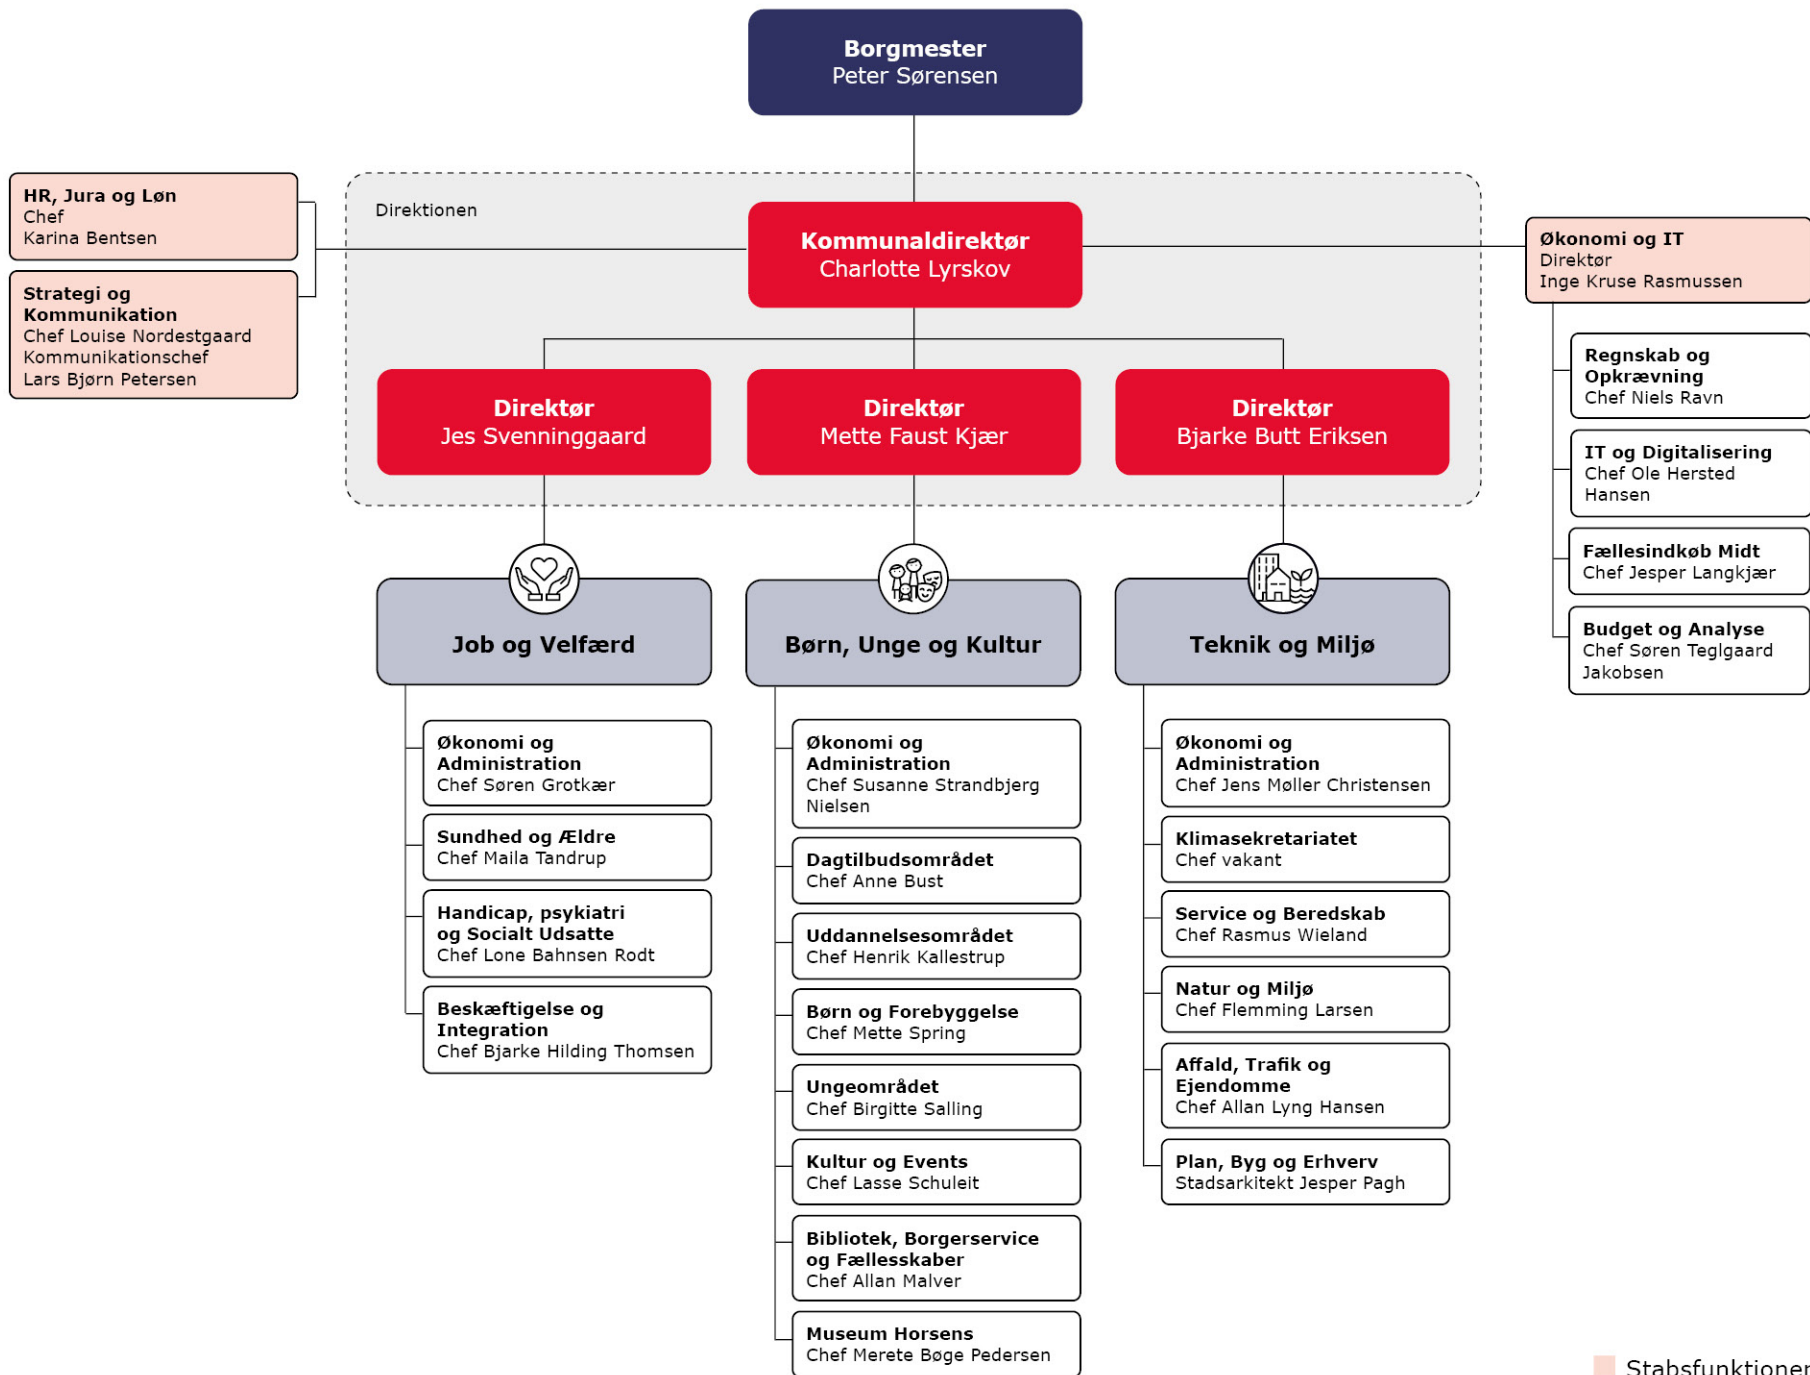 Borgmester
Peter Sørensen
HR, Jura og Løn
Chef
Karina Bentsen
Strategi og
Kommunikation
Chef Louise Nordestgaard
Kommunikationschef
Lars Bjørn Petersen
Direktionen
Kommunaldirektør
Charlotte Lyrskov
Økonomi og IT
Direktør
Inge Kruse Rasmussen
Regnskab og
Opkrævning
Chef Niels Ravn
IT og Digitalisering
Chef Ole Hersted
Hansen
Fællesindkøb Midt
Chef Jesper Langkjær
Budget og Analyse
Chef Søren Teglgaard
Jakobsen
Direktør
Jes Svenninggaard
Direktør
Mette Faust Kjær
Direktør
Bjarke Butt Eriksen
Job og Velfærd
Økonomi og
Administration
Chef Søren Grotkær
Sundhed og Ældre
Chef Maila Tandrup
Handicap, psykiatri
og Socialt Udsatte
Chef Lone Bahnsen Rodt
Beskæftigelse og
Integration
Chef Bjarke Hilding Thomsen
Børn, Unge og Kultur
Økonomi og
Administration
Chef Susanne Strandbjerg
Nielsen
Dagtilbudsområdet
Chef Anne Bust
Uddannelsesområdet
Chef Henrik Kallestrup
Børn og Forebyggelse
Chef Mette Spring
Ungeområdet
Chef Birgitte Salling
Kultur og Events
Chef Lasse Schuleit
Bibliotek, Borgerservice
og Fællesskaber
Chef Allan Malver
Museum Horsens
Chef Merete Bøge Pedersen
Teknik og Miljø
Økonomi og
Administration
Chef Jens Møller Christensen
Klimasekretariatet
Chef vakant
Service og Beredskab
Chef Rasmus Wieland
Natur og Miljø
Chef Flemming Larsen
Affald, Trafik og
Ejendomme
Chef Allan Lyng Hansen
Plan, Byg og Erhverv
Stadsarkitekt Jesper Pagh
Stabsfunktioner